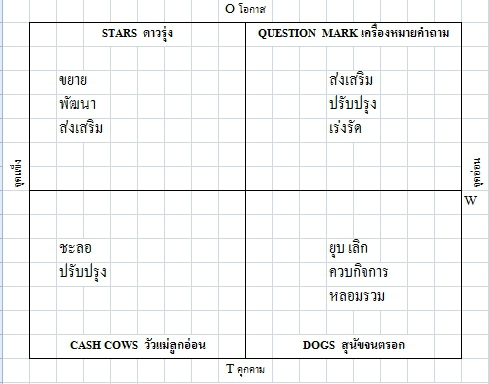 O โอกาส
STARS ดาวรุ่ง
QUESTION MARK เครื่องหมายคำถาม
ขยาย
พัฒนา
ส่งเสริม
ส่งเสริม
ปรับปรุง
เร่งรัด
จุดแข็ง
จุดอ่อน
W
ชะลอ
ปรับปรุง
ยุบ เลิก
ควบกิจการ
หลอมรวม
CASH COWS วัวแม่ลูกอ่อน
DOGS สุนัขจนตรอก
T คุกคาม